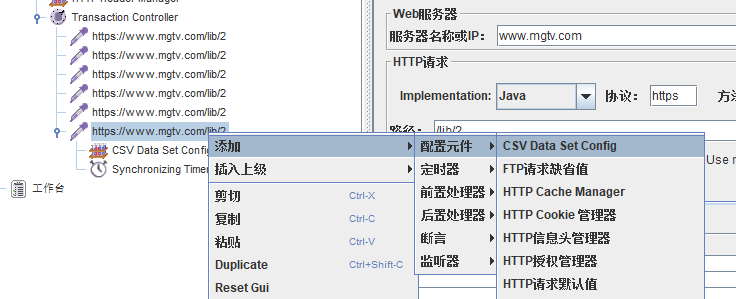 Transaction Controller
https://www.mgtv.com/lib/2
https://www.mgtv.com/lib/2
https://www.mgtv.com/lib/2
https://www.mgtv.com/lib/2
https://www.mgtv.com/lib/2
https://www.mgtv.com/lib/2
CSV Data Set Config
Synchronizing Timer
工作台
Web服务器
服务器名称或IP： www.mgtv.com
HTTP请求
Implementation: Java 协议： https 方法
路径： /lib/2
添加
插入上级
剪切 Ctrl-X
复制 Ctrl-C
粘贴 Ctrl-V
Duplicate Ctrl+Shift-C
Reset Gui
配置元件
定时器
前置处理器
后置处理器
断言
监听器
CSV Data Set Config
FTP请求缺省值
HTTP Cache Manager
HTTP Cookie 管理器
HTTP信息头管理器
HTTP授权管理器
HTTP请求默认值
Use